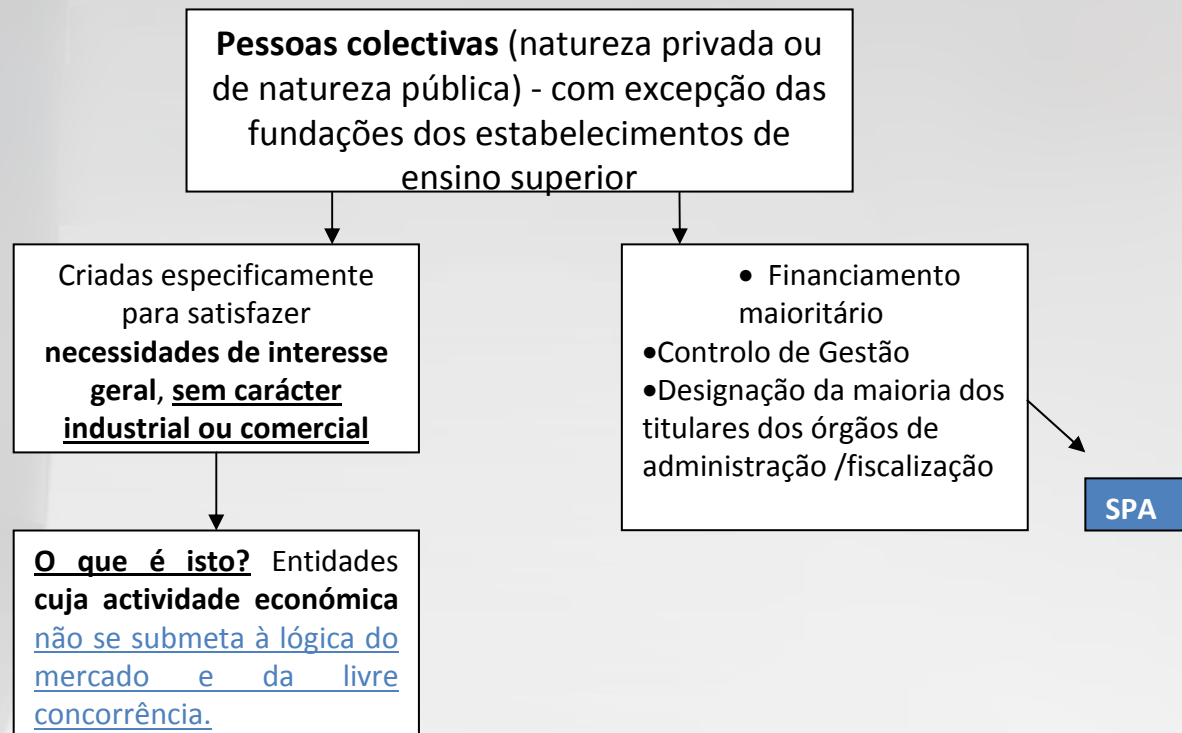 Pessoas colectivas (natureza privada ou
de natureza pública) - com excepção das
fundações dos estabelecimentos de
ensino superior
Criadas especificamente
para satisfazer
necessidades de interesse
geral, sem carácter
industrial ou comercial
• Financiamento
maioritário
•Controlo de Gestão
•Designação da maioria dos
titulares dos órgãos de
administração /fiscalização
SPA
O que é isto? Entidades
cuja actividade económica
não se submeta à lógica do
mercado e da livre
concorrência.